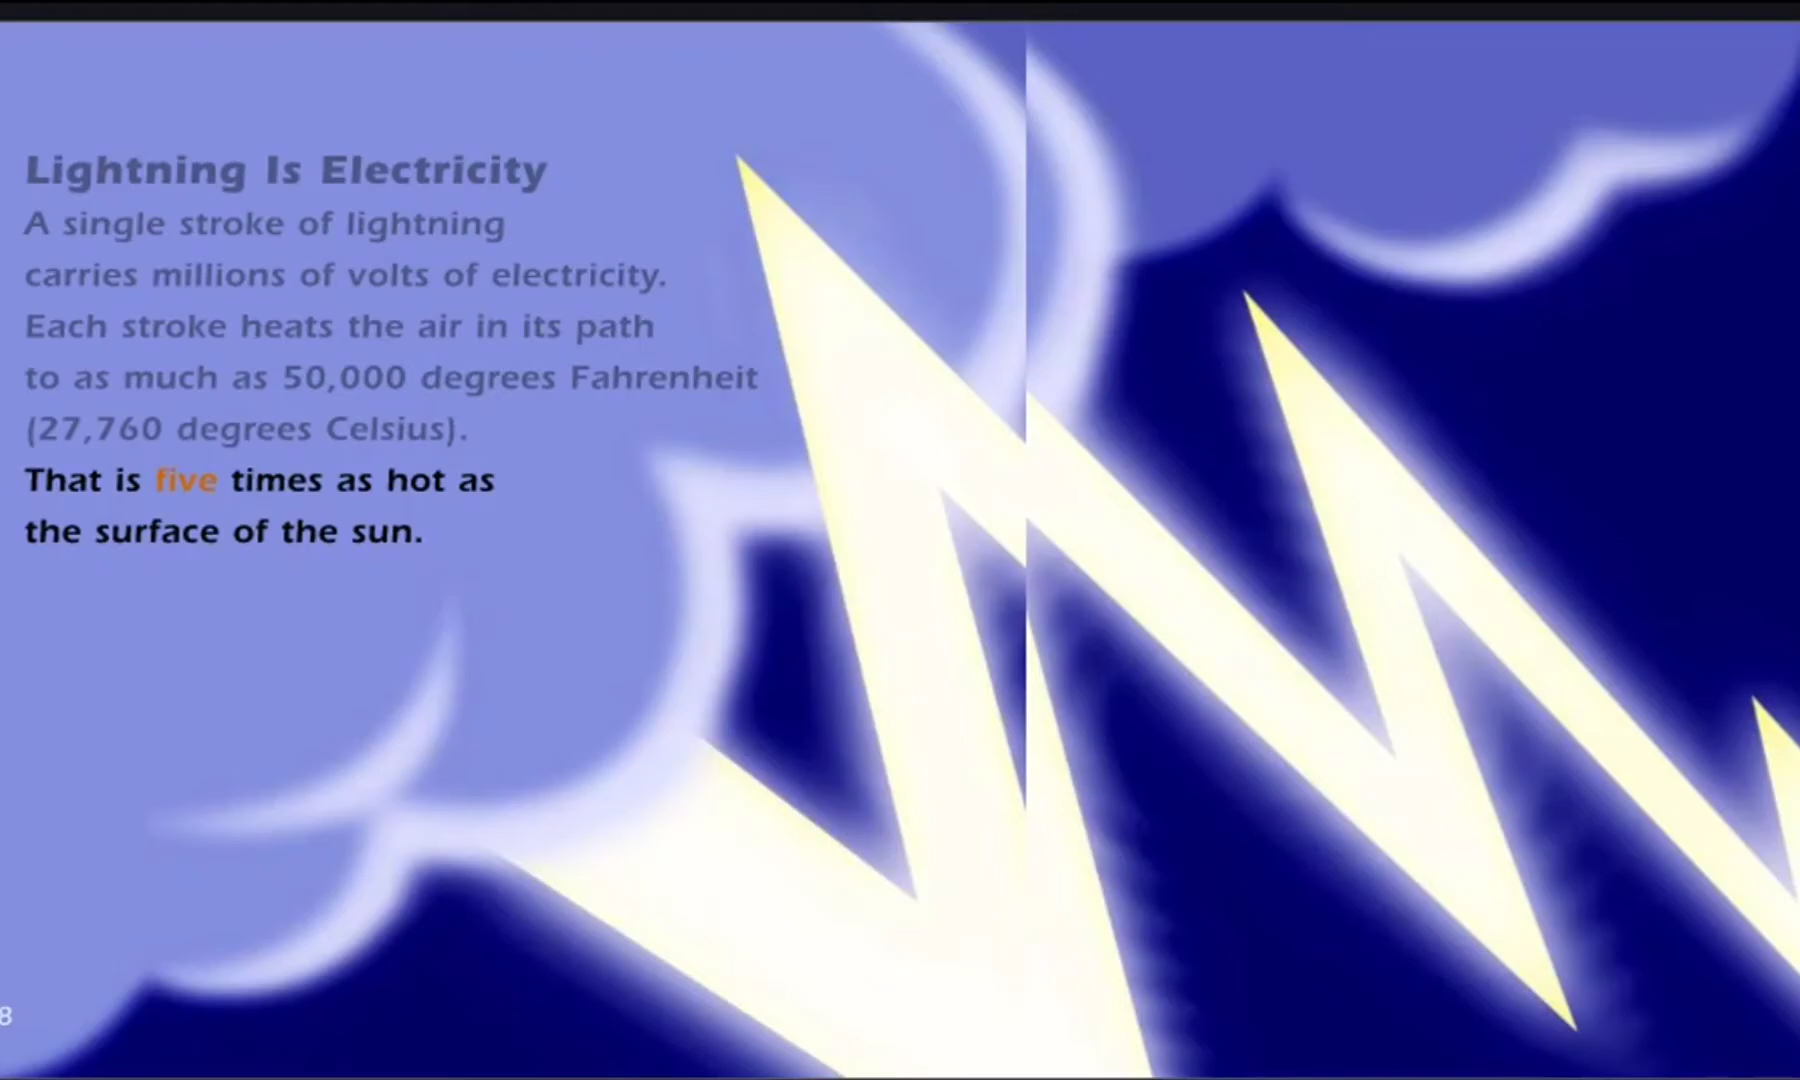 Lightning Is Electricity
A single stroke of lightning
carries millions of volts of electricity.
Each stroke heats the air in its path
to as much as 50,000 degrees Fahrenheit
(27,760 degrees Celsius).
That is five times as hot as
the surface of the sun.
8